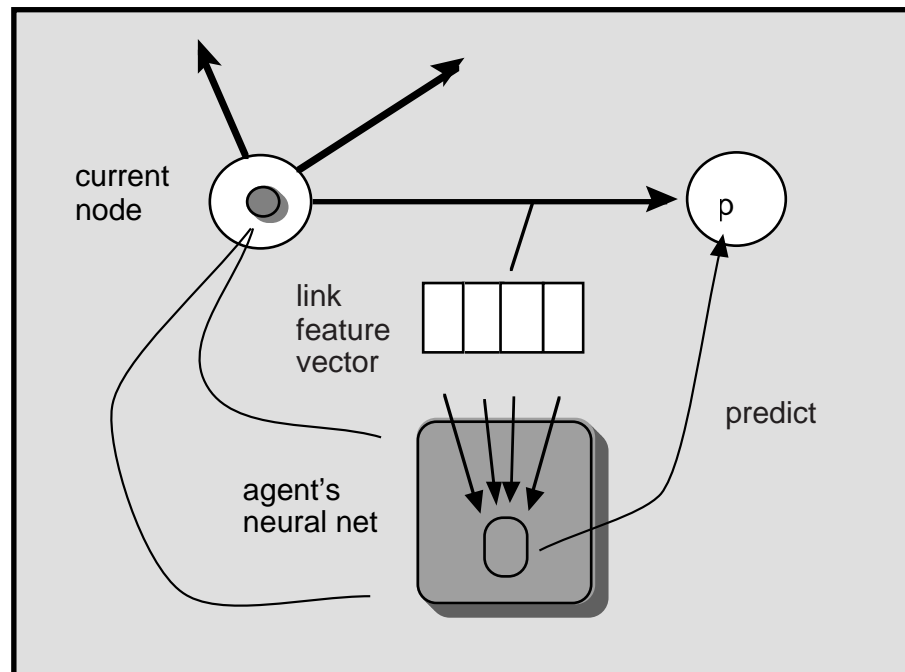 current
node
p
link
feature
vector
predict
agent's
neural net